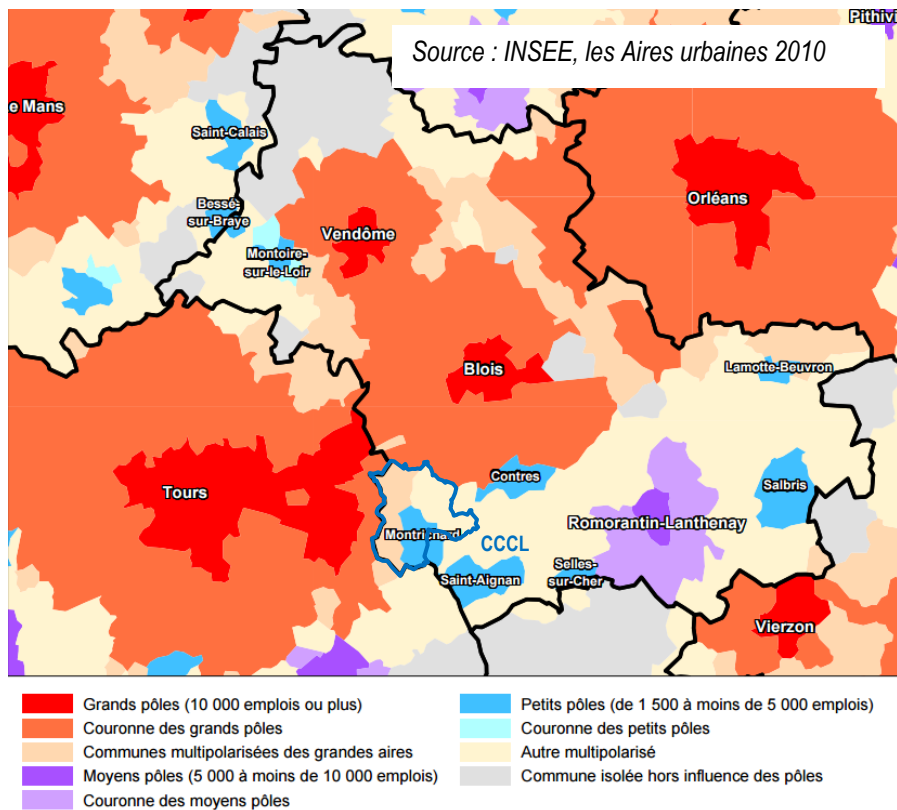 Pithivi
Source : INSEE, les Aires urbaines 2010
e Mans
Saint-Calais
Orléans
Bessé-
sur-Braye
Vendôme
Montoire-
sur-le-Loir
Blois
Lamotte-Beuvron
Contres
Salbris
Tours
Romorantin-Lanthenay
Montrichard
CCCL
Selles-
sur-Cher
Saint-Aignan
Vierzon
Grands pôles (10 000 emplois ou plus)
Couronne des grands pôles
Communes multipolarisées des grandes aires
Moyens pôles (5 000 à moins de 10 000 emplois)
Couronne des moyens pôles
Petits pôles (de 1 500 à moins de 5 000 emplois)
Couronne des petits pôles
Autre multipolarisé
Commune isolée hors influence des pôles